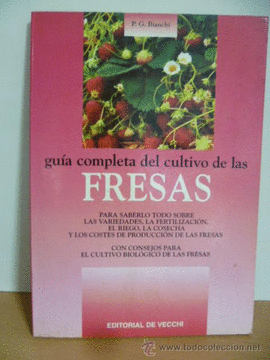 P. G. Bianchi
guía completa del cultivo de las
FRESAS
PARA SABERLO TODO SOBRE
LAS VARIEDADES, LA FERTILIZACIÓN,
EL RIEGO, LA COSECHA
Y LOS COSTES DE PRODUCCIÓN DE LAS FRESAS
CON CONSEJOS PARA
EL CULTIVO BIOLÓGICO DE LAS FRESAS
EDITORIAL DE VECCHI
todocoleccion.net